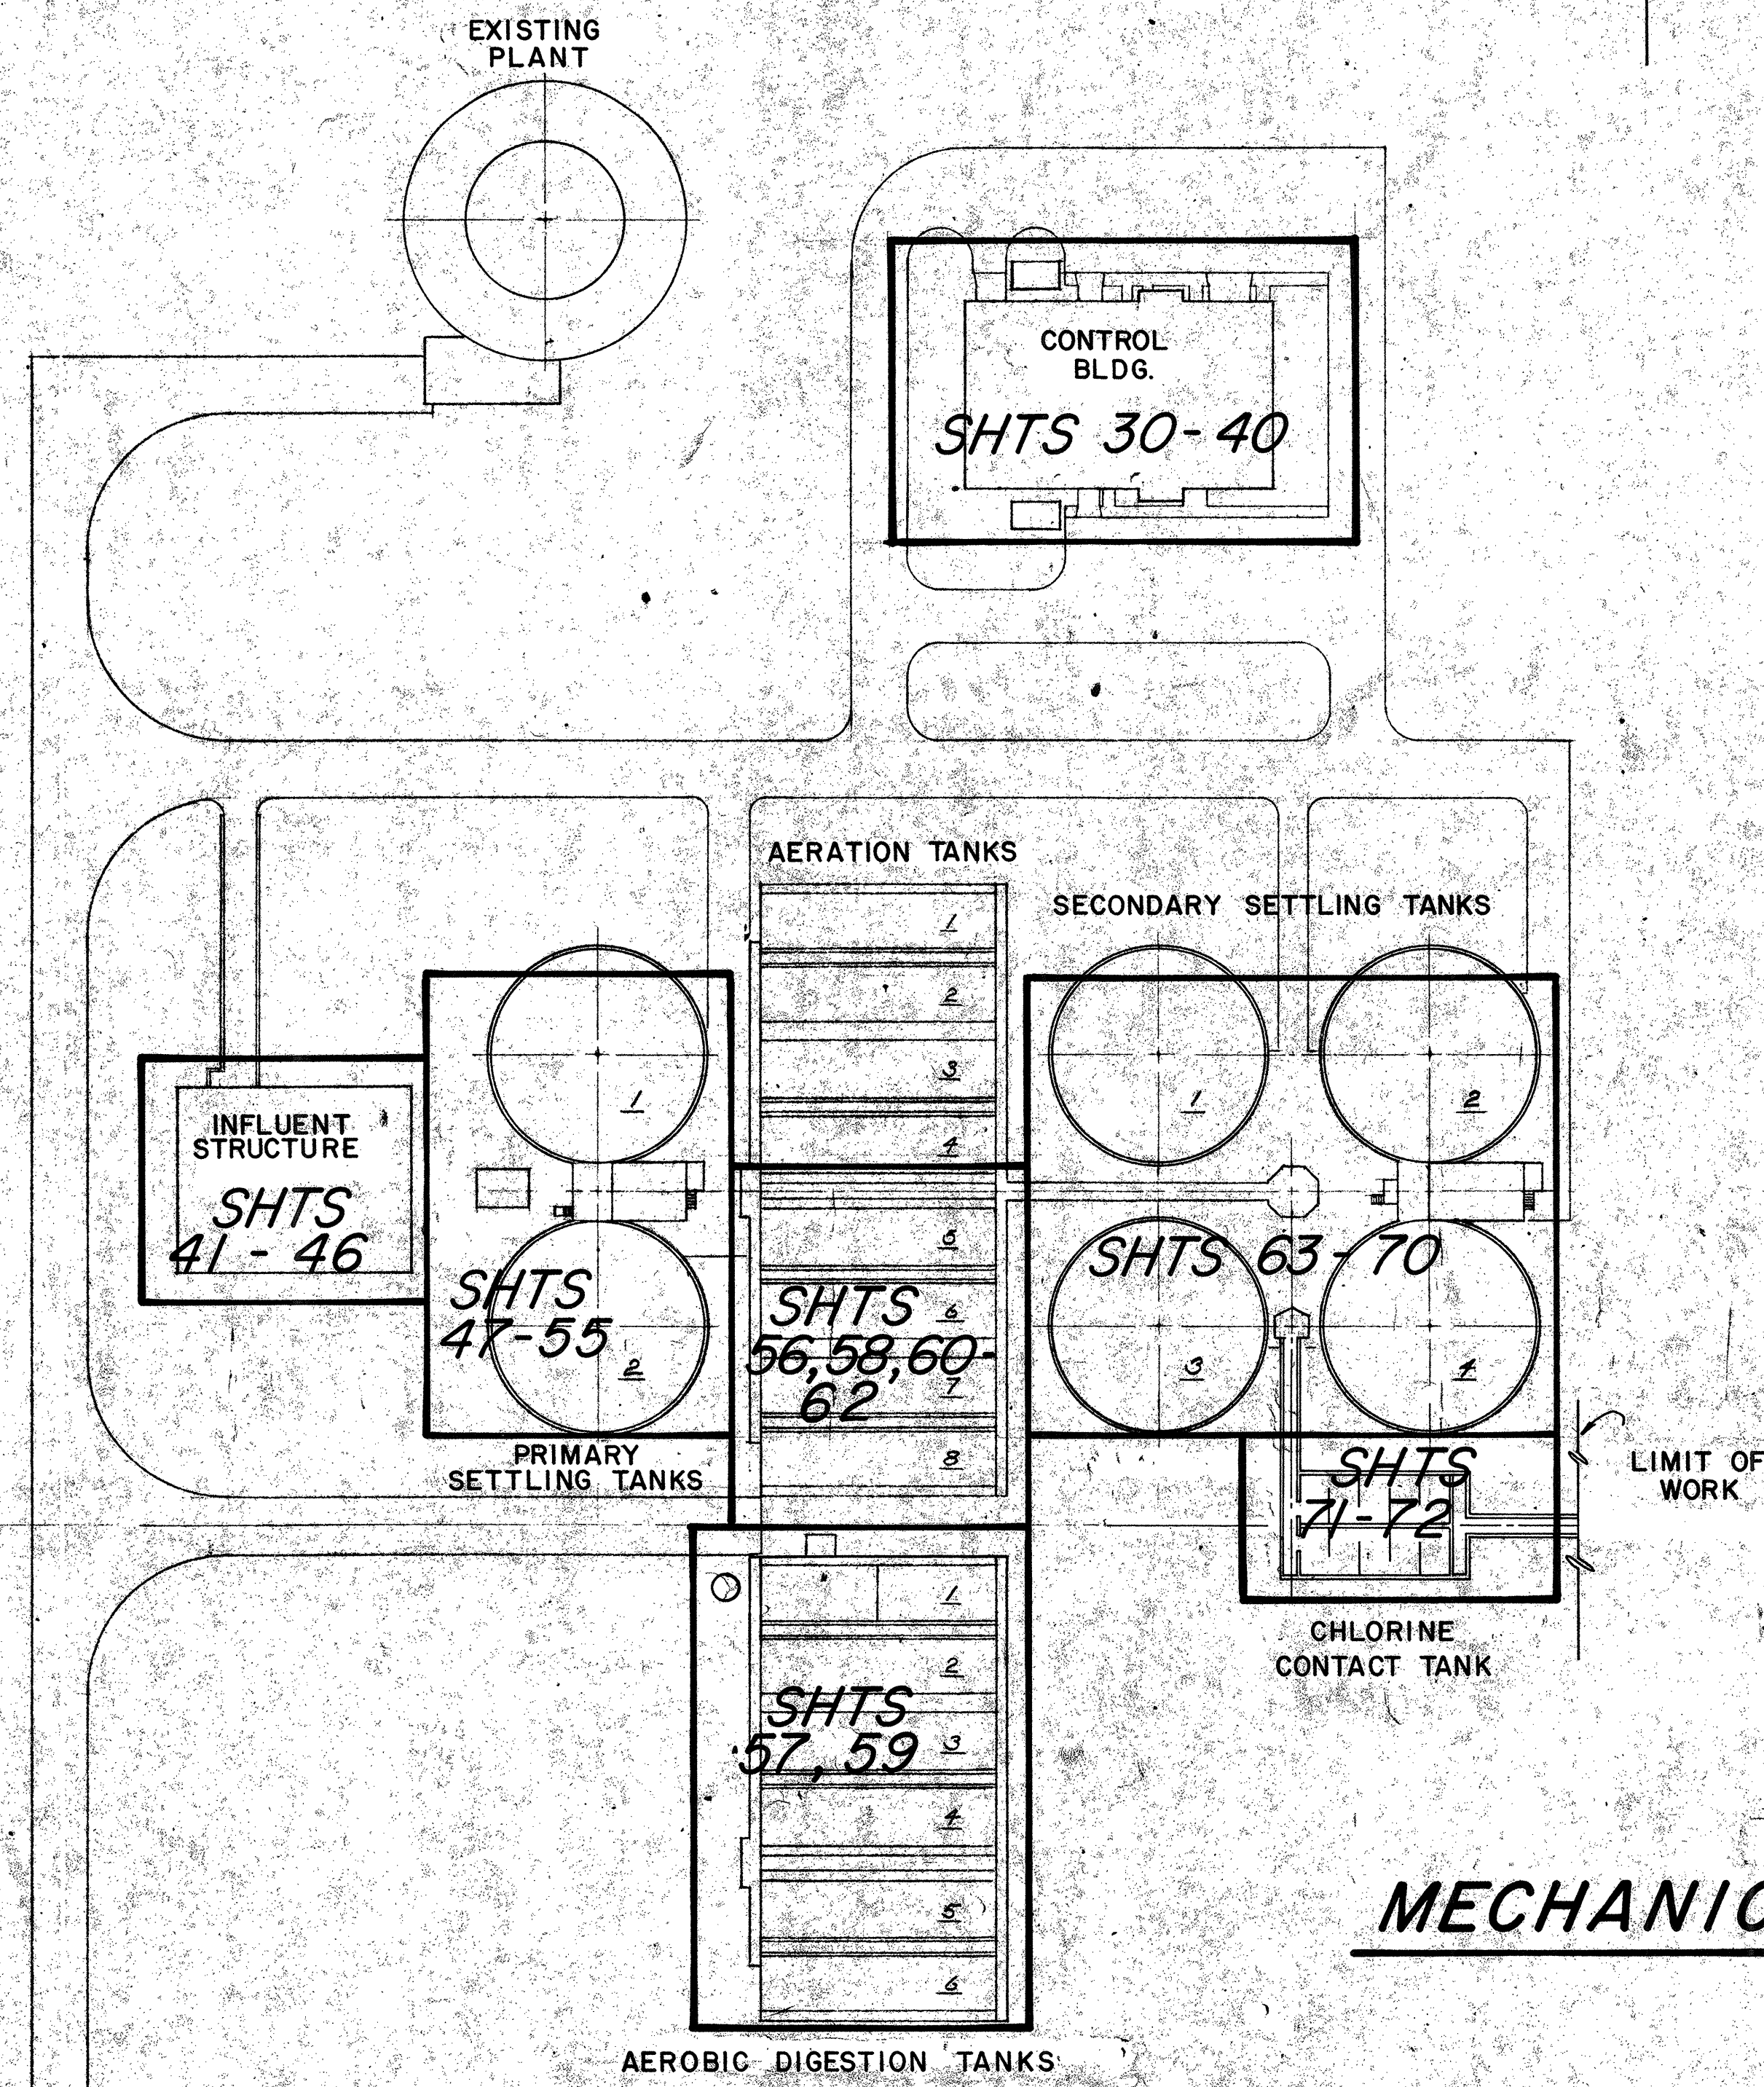 EXISTING
PLANT
CONTROL
BLDG.
SHTS 30-40
AERATION TANKS
1
2
3
4
5
6
7
8
SHTS
56,58,60-
62
SECONDARY SETTLING TANKS
1
2
3
4
SHTS 63-70
INFLUENT
STRUCTURE
SHTS
41-46
1
2
SHTS
47-55
PRIMARY
SETTLING TANKS
SHTS
71-72
LIMIT OF
WORK
CHLORINE
CONTACT TANK
1
2
3
4
5
6
SHTS
57, 59
AEROBIC DIGESTION TANKS
MECHANIC